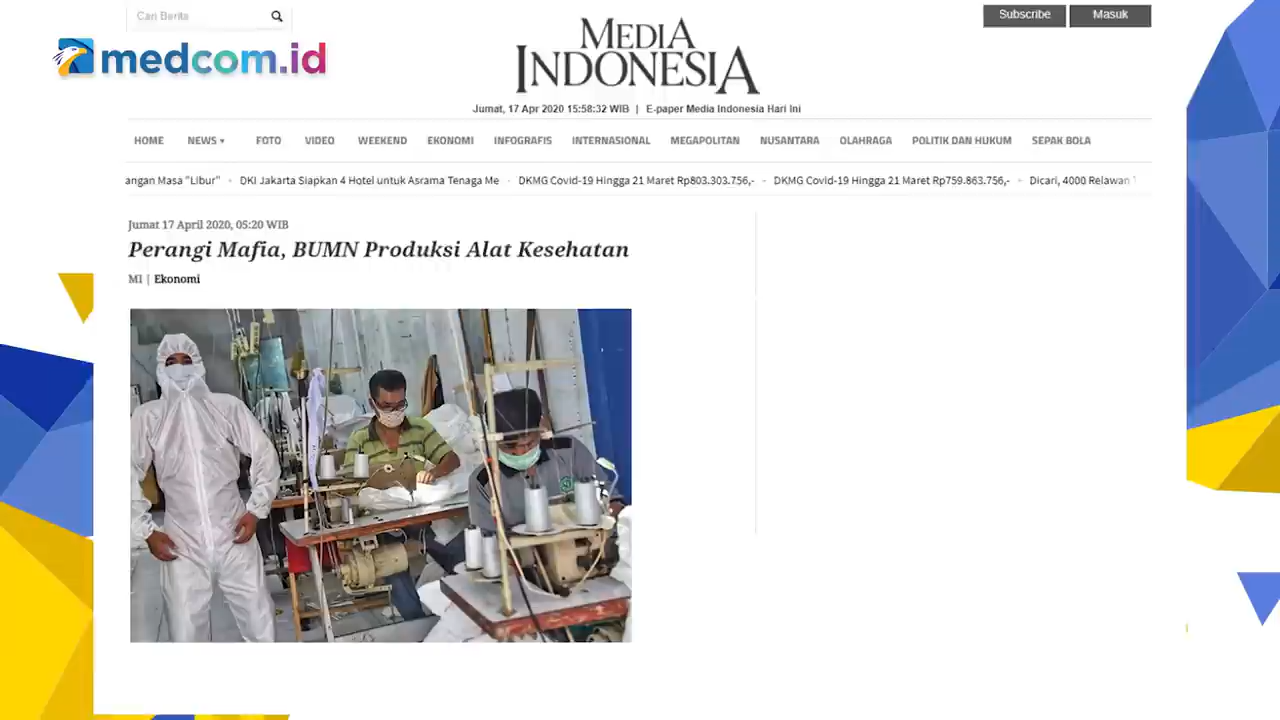 Cari Berita
Subscribe
Masuk
medcom.id
MEDIA
INDONESIA
Jumat, 17 Apr 2020 15:58:32 WIB | E-paper Media Indonesia Hari Ini
HOME NEWS FOTO VIDEO WEEKEND EKONOMI INFOGRAFIS INTERNASIONAL MEGAPOLITAN NUSANTARA OLAHRAGA POLITIK DAN HUKUM SEPAK BOLA
angan Masa "Libur" • DKI Jakarta Siapkan 4 Hotel untuk Asrama Tenaga Me • DKMG Covid-19 Hingga 21 Maret Rp803.303.756,- • DKMG Covid-19 Hingga 21 Maret Rp759.863.756,- • Dicari, 4000 Relawan
Jumat 17 April 2020, 05:20 WIB
Perangi Mafia, BUMN Produksi Alat Kesehatan
MI | Ekonomi